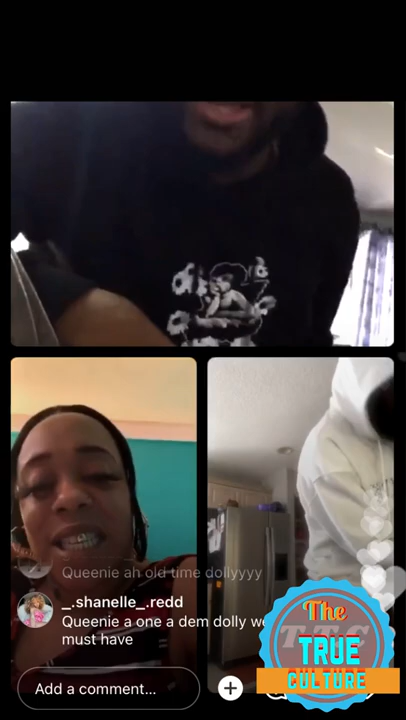 Queenie ah old time dollyyyy
_.shanelle_.redd
Queenie a one a dem dolly we
must have
Add a comment...
The
TRUE
CULTURE